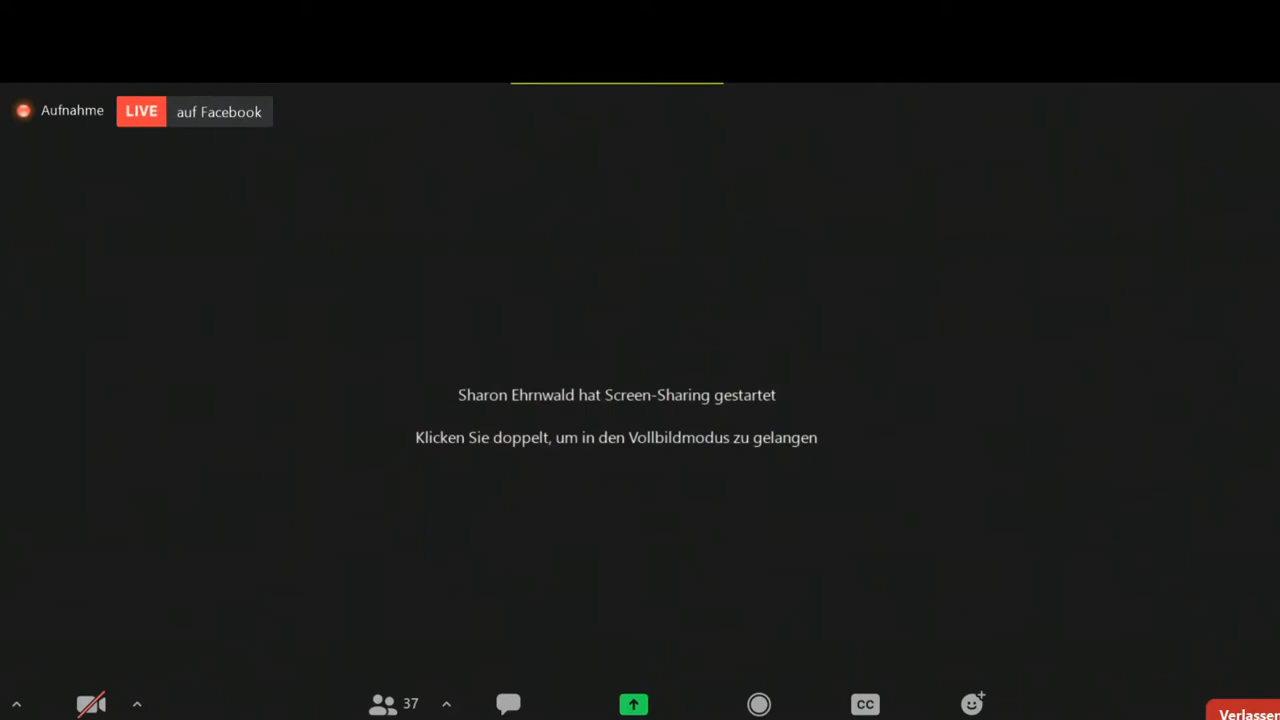 Aufnahme LIVE auf Facebook
Sharon Ehrnwald hat Screen-Sharing gestartet
Klicken Sie doppelt, um in den Vollbildmodus zu gelangen
37 CC
Verlassen